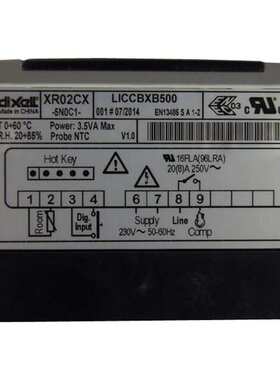 dixell XR02CX LICCBXB500
Made in CHINA -5N0C1- 001 # 07/2014 EN13485 S A 1-2 03
T 0+60 °C Power: 3.5VA Max
R.H. 20÷85% Probe NTC V1.0
Hot Key 16FLA(96LRA)
20(8)A 250V~
1 2 3 4 6 7 8 9
Room Dig. Input Supply Line Comp
230V~ 50-60Hz